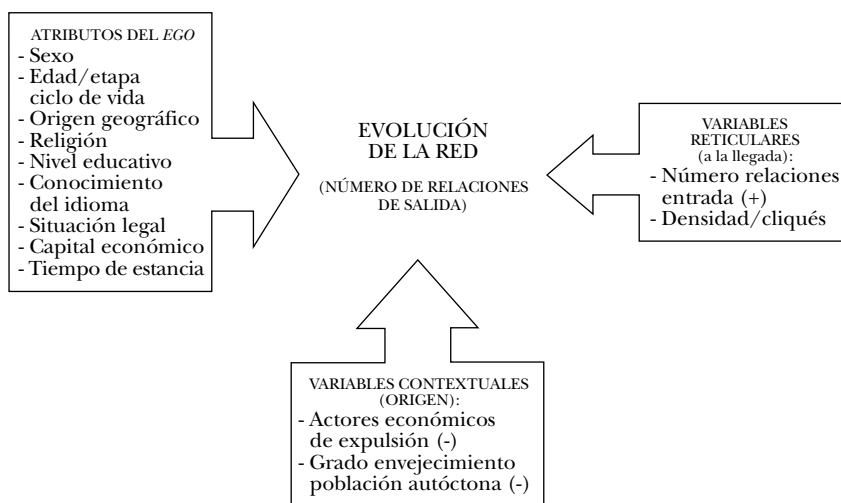 ATRIBUTOS DEL EGO
- Sexo
- Edad/etapa
ciclo de vida
- Origen geográfico
- Religión
- Nivel educativo
- Conocimiento
del idioma
- Situación legal
- Capital económico
- Tiempo de estancia
EVOLUCIÓN
DE LA RED
(NÚMERO DE RELACIONES
DE SALIDA)
VARIABLES
RETICULARES
(a la llegada):
- Número relaciones
entrada (+)
- Densidad/cliqués
VARIABLES CONTEXTUALES
(ORIGEN):
- Actores económicos
de expulsión (-)
- Grado envejecimiento
población autóctona (-)